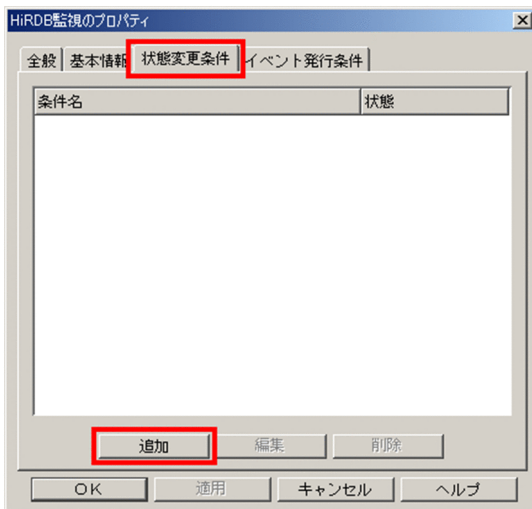 HiRDB監視のプロパティ
全般 基本情報 状態変更条件 イベント発行条件
条件名 状態
追加 編集 削除
OK 適用 キャンセル ヘルプ